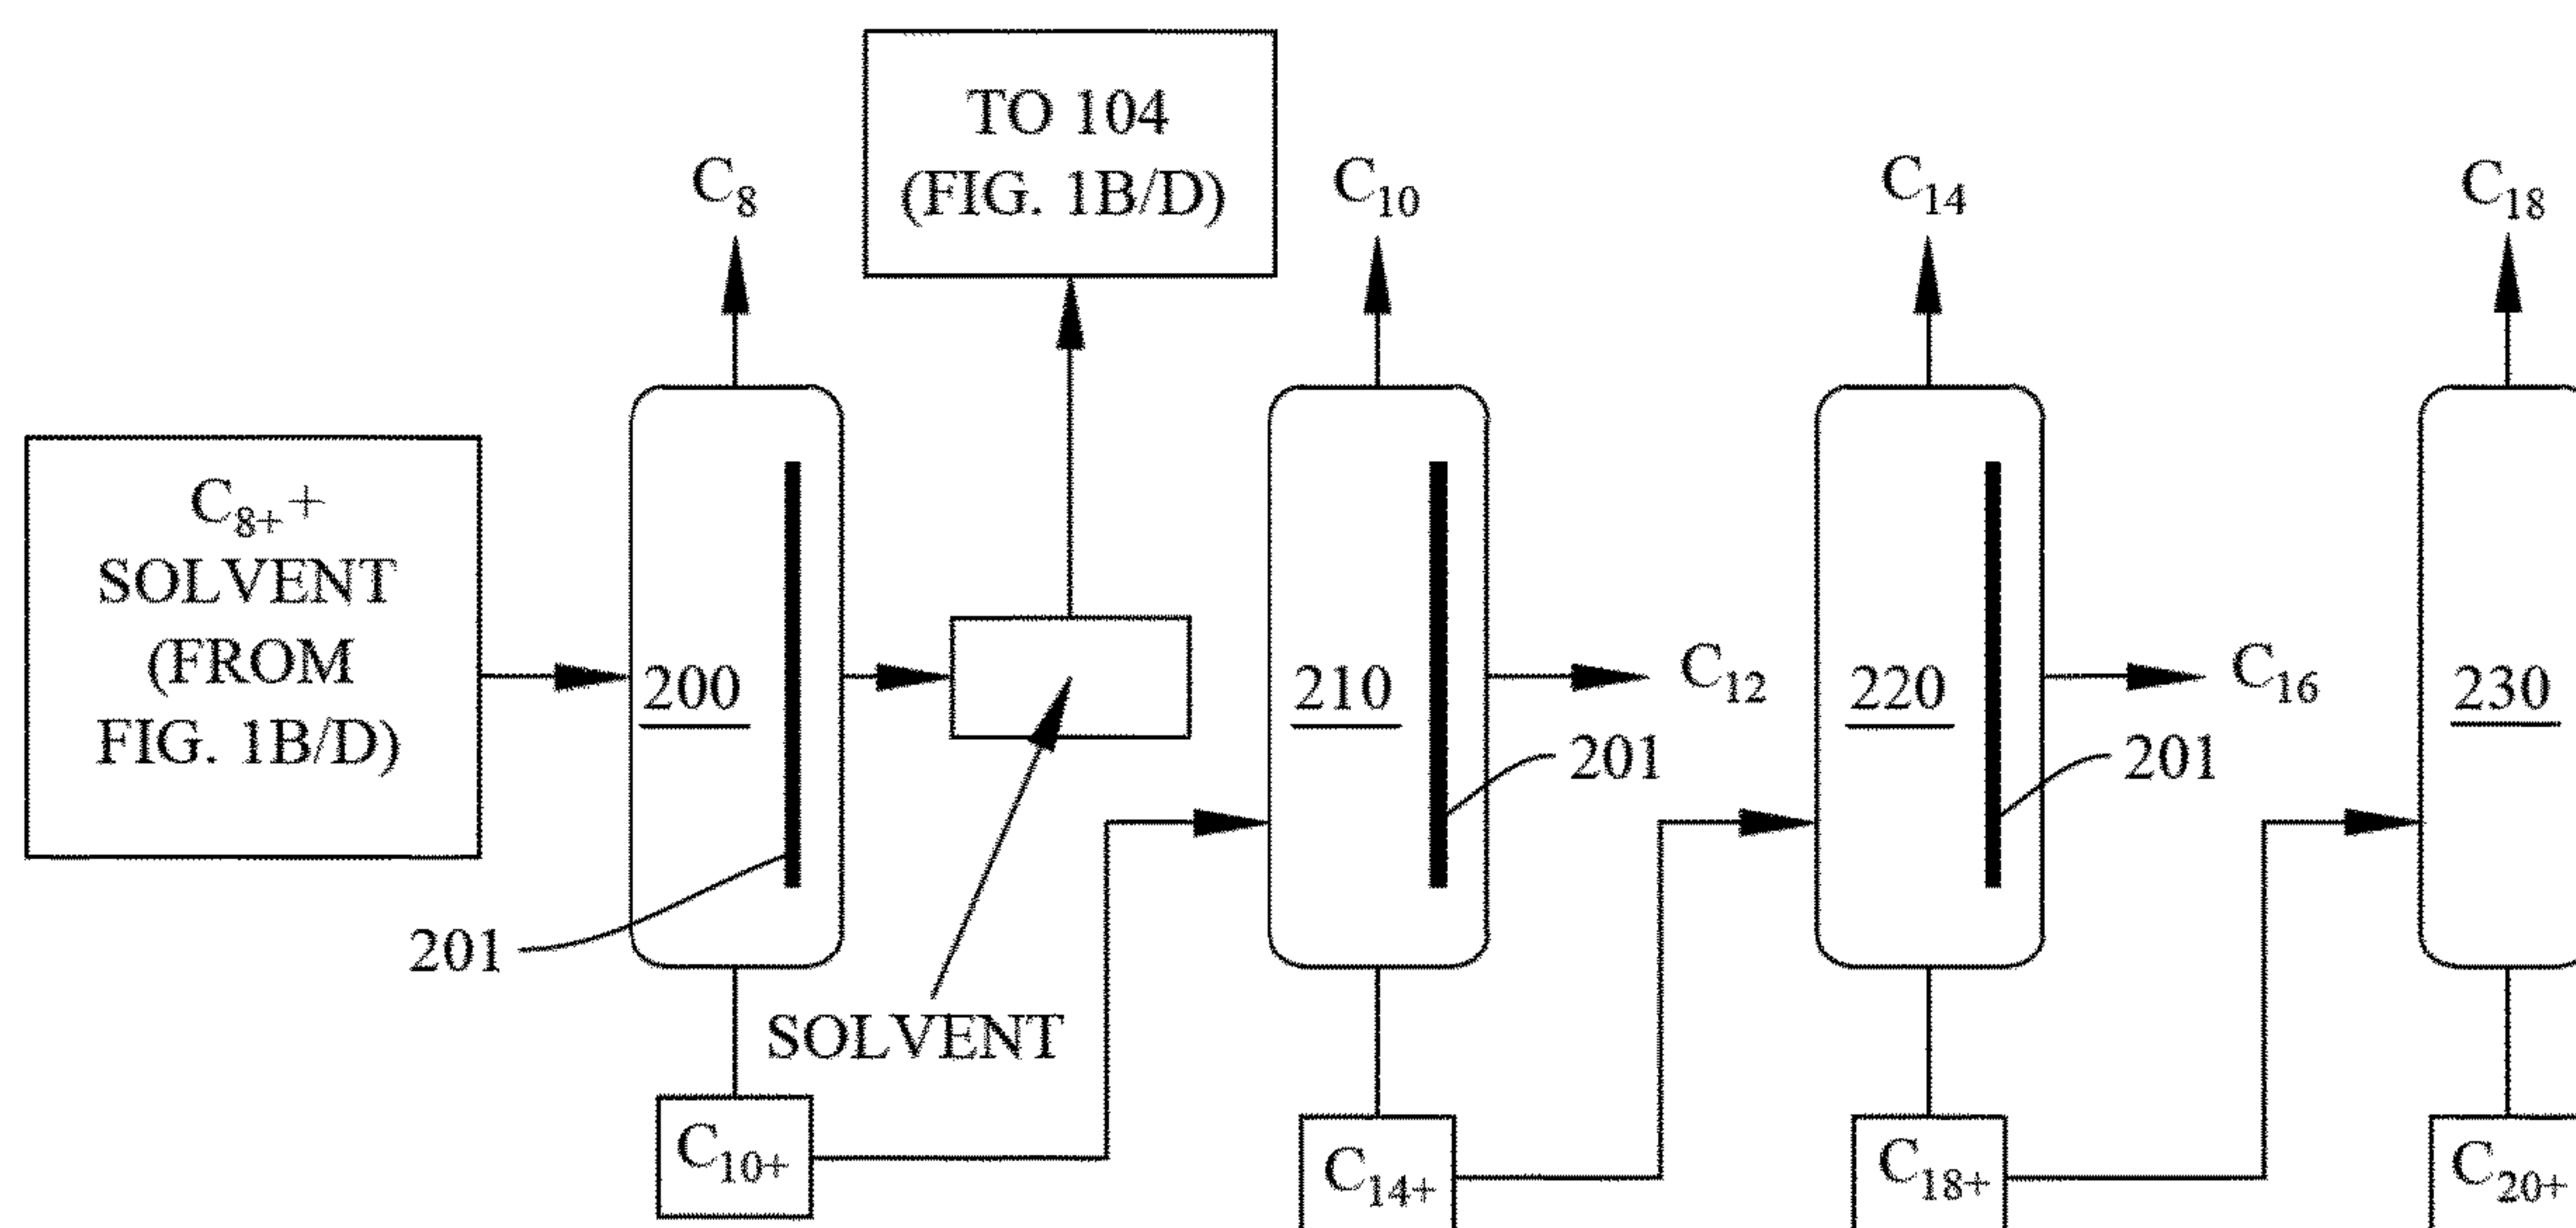 TO 104
(FIG. 1B/D)
C₈
C₁₀
C₁₄
C₁₈
C₈₊ +
SOLVENT
(FROM
FIG. 1B/D)
200
210
C₁₂
220
C₁₆
230
201
201
201
SOLVENT
C₁₀₊
C₁₄₊
C₁₈₊
C₂₀₊